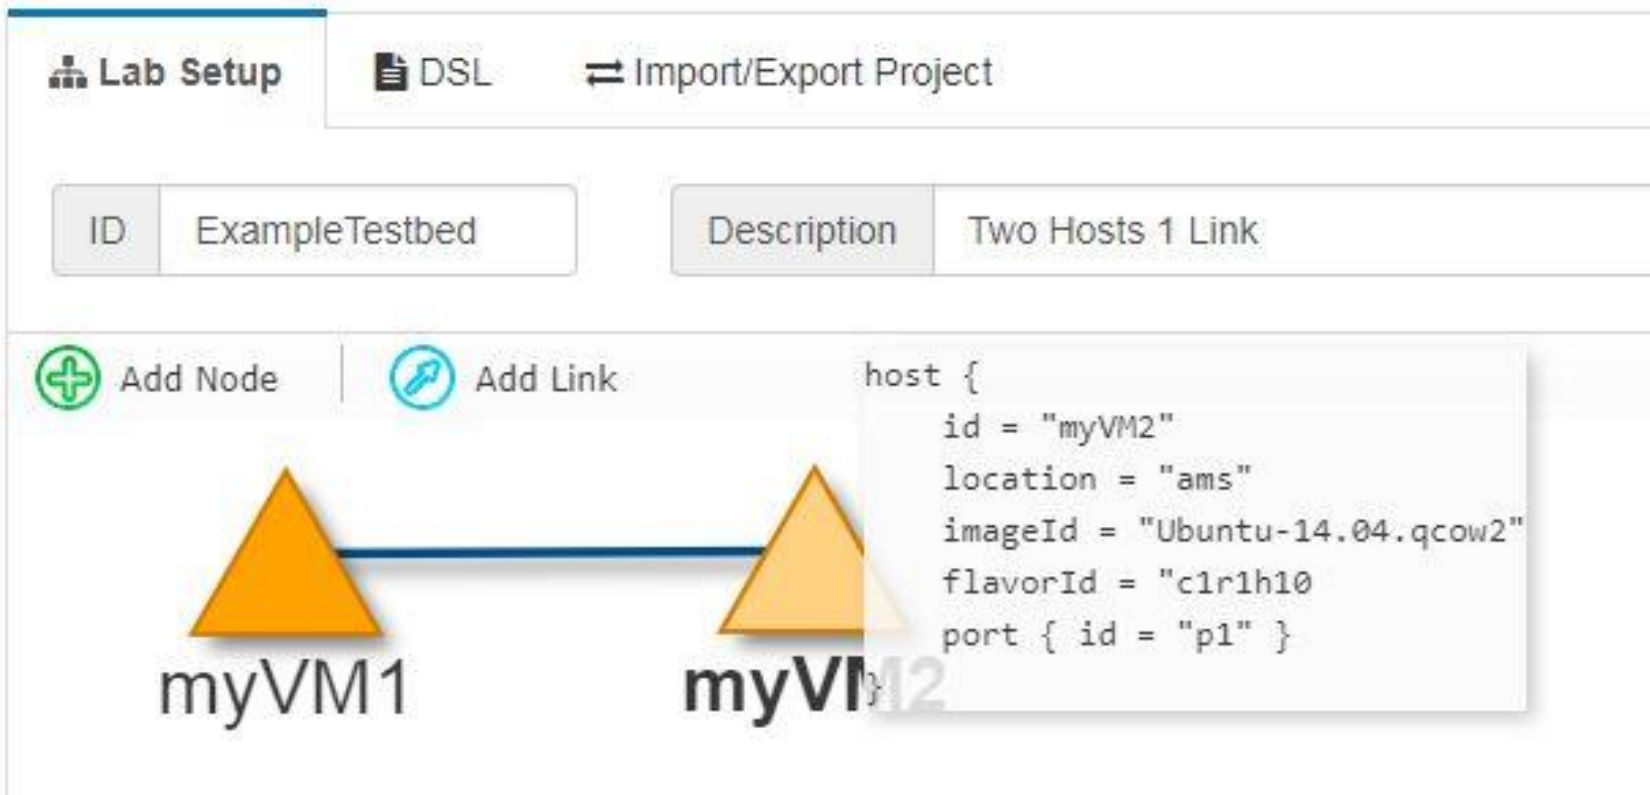 Lab Setup DSL Import/Export Project
ID ExampleTestbed Description Two Hosts 1 Link
Add Node Add Link
host {
id = "myVM2"
location = "ams"
imageId = "Ubuntu-14.04.qcow2"
flavorId = "c1r1h10
port { id = "p1" }
}
myVM1 myVM2